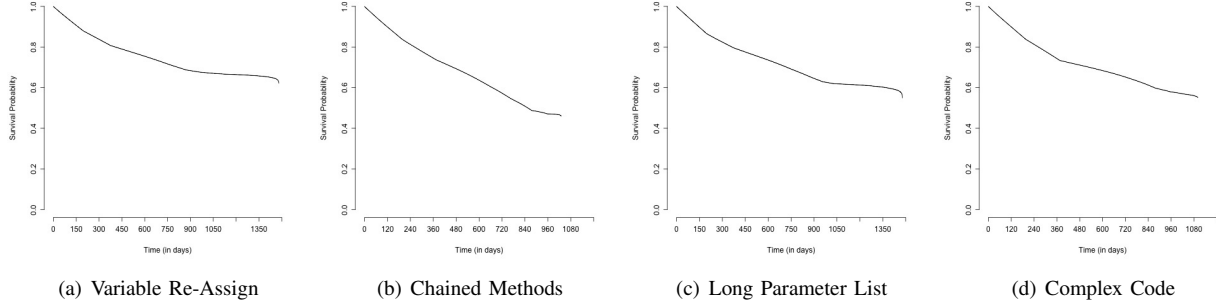 Survival Probability
0.0 0.2 0.4 0.6 0.8 1.0
0 150 300 450 600 750 900 1050 1350
Time (in days)
(a) Variable Re-Assign
Survival Probability
0.0 0.2 0.4 0.6 0.8 1.0
0 120 240 360 480 600 720 840 960 1080
Time (in days)
(b) Chained Methods
Survival Probability
0.0 0.2 0.4 0.6 0.8 1.0
0 150 300 450 600 750 900 1050 1350
Time (in days)
(c) Long Parameter List
Survival Probability
0.0 0.2 0.4 0.6 0.8 1.0
0 120 240 360 480 600 720 840 960 1080
Time (in days)
(d) Complex Code